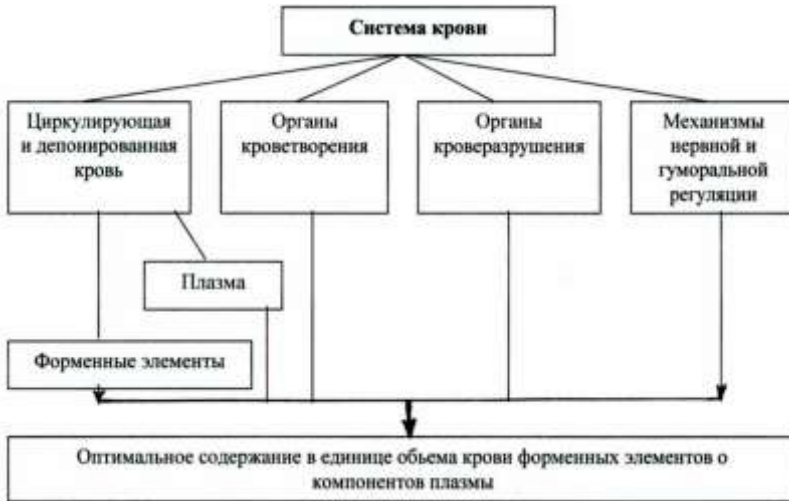 Система крови
Циркулирующая
и депонированная
кровь
Органы
кроветворения
Органы
кроверазрушения
Механизмы
нервной и
гуморальной
регуляции
Плазма
Форменные элементы
Оптимальное содержание в единице обьема крови форменных элементов о
компонентов плазмы